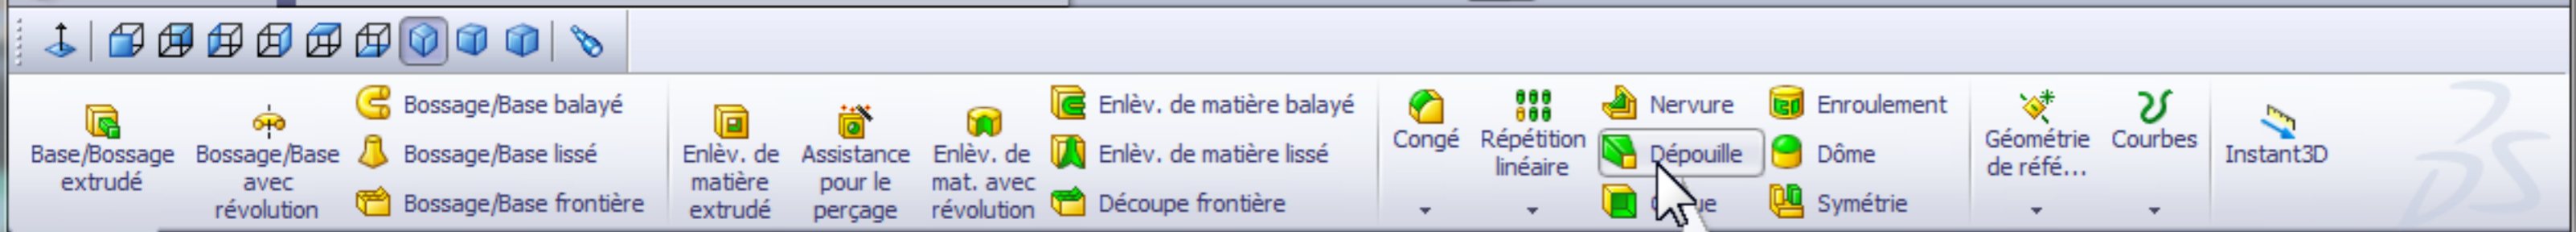 Base/Bossage
extrudé
Bossage/Base
avec
révolution
Bossage/Base balayé
Bossage/Base lissé
Bossage/Base frontière
Enlèv. de
matière
extrudé
Assistance
pour le
perçage
Enlèv. de
mat. avec
révolution
Enlèv. de matière balayé
Enlèv. de matière lissé
Découpe frontière
Congé
Répétition
linéaire
Nervure
Dépouille
Enroulement
Dôme
Symétrie
Géométrie
de réfé...
Courbes
Instant3D